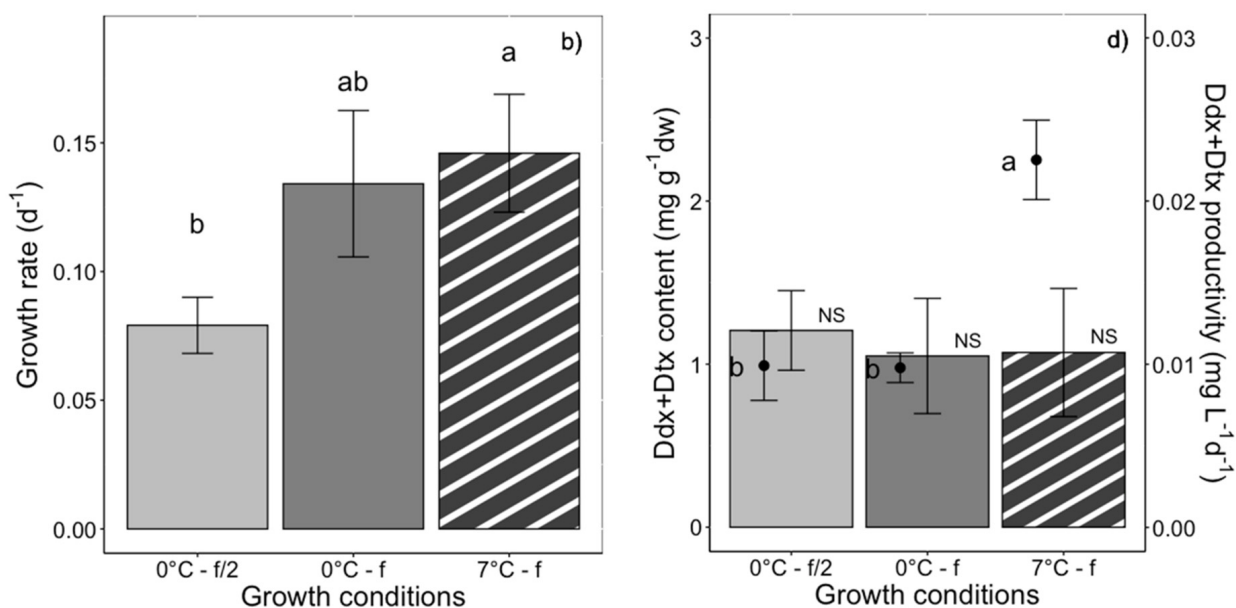 b)
Growth rate (d⁻¹)
0.15
0.10
0.05
0.00
b
ab
a
0°C - f/2
0°C - f
7°C - f
Growth conditions
d)
Ddx+Dtx content (mg g⁻¹dw)
3
2
1
0
b
NS
b
NS
a
NS
0°C - f/2
0°C - f
7°C - f
Growth conditions
0.03
0.02
0.01
0.00
Ddx+Dtx productivity (mg L⁻¹d⁻¹)